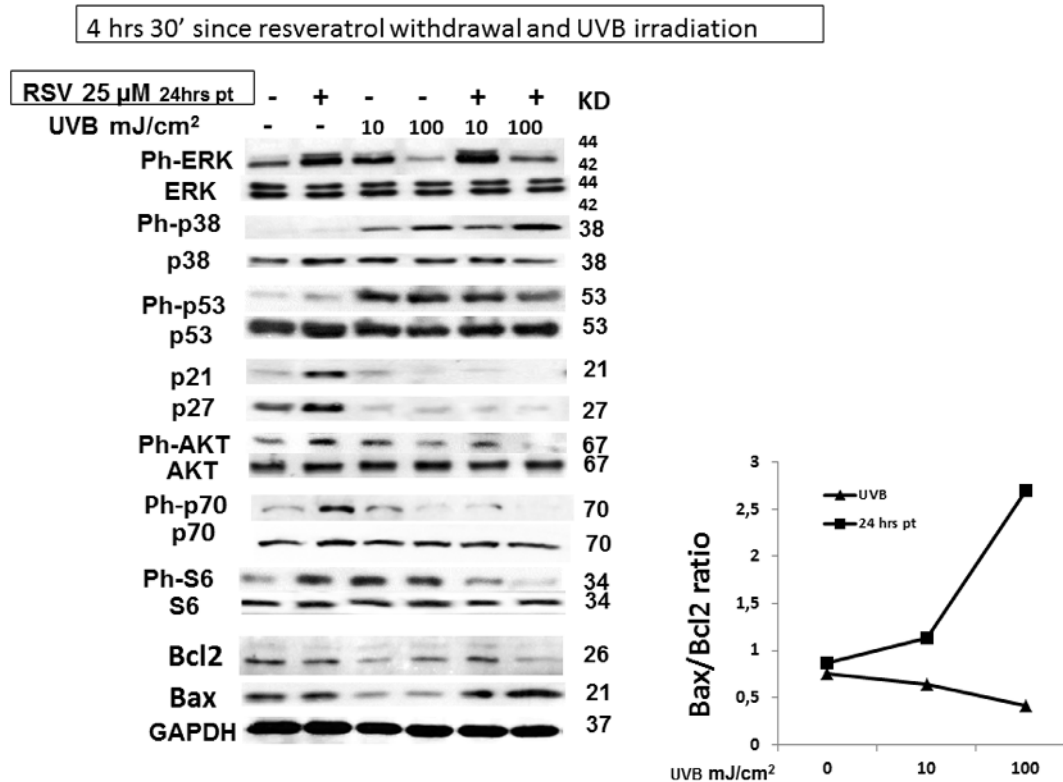 4 hrs 30’ since resveratrol withdrawal and UVB irradiation
RSV 25 µM 24hrs pt - + - - + + KD
UVB mJ/cm² - - 10 100 10 100
Ph-ERK 44
42
ERK 44
42
Ph-p38 38
p38 38
Ph-p53 53
p53 53
p21 21
p27 27
Ph-AKT 67
AKT 67
Ph-p70 70
p70 70
Ph-S6 34
S6 34
Bcl2 26
Bax 21
GAPDH 37
3
2,5
2
1,5
1
0,5
0
UVB
24 hrs pt
Bax/Bcl2 ratio
UVB mJ/cm² 0 10 100